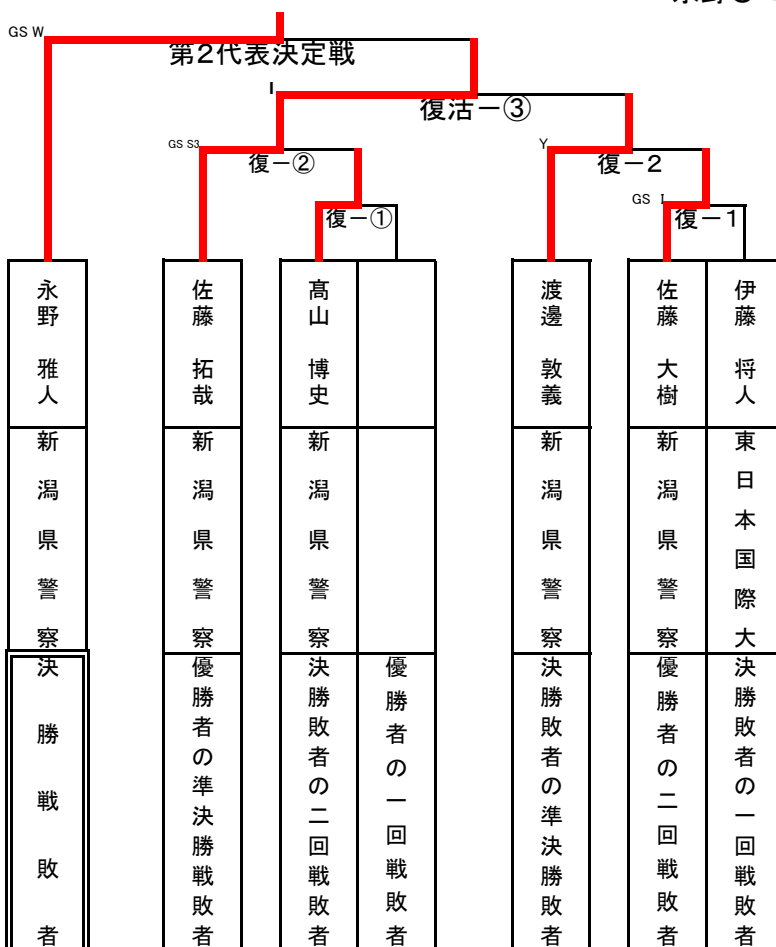 GS W
第2代表決定戦
I
復活－③
GS S3
復－②
Y
復－2
復－①
GS I
復－1
永野 雅人
佐藤 拓哉
髙山 博史
渡邊 敦義
佐藤 大樹
伊藤 将人
新潟県警察
新潟県警察
新潟県警察
新潟県警察
新潟県警察
東日本国際大
決勝戦敗者
優勝者の準決勝戦敗者
決勝敗者の二回戦敗者
優勝者の一回戦敗者
決勝敗者の準決勝敗者
優勝者の二回戦敗者
決勝敗者の一回戦敗者